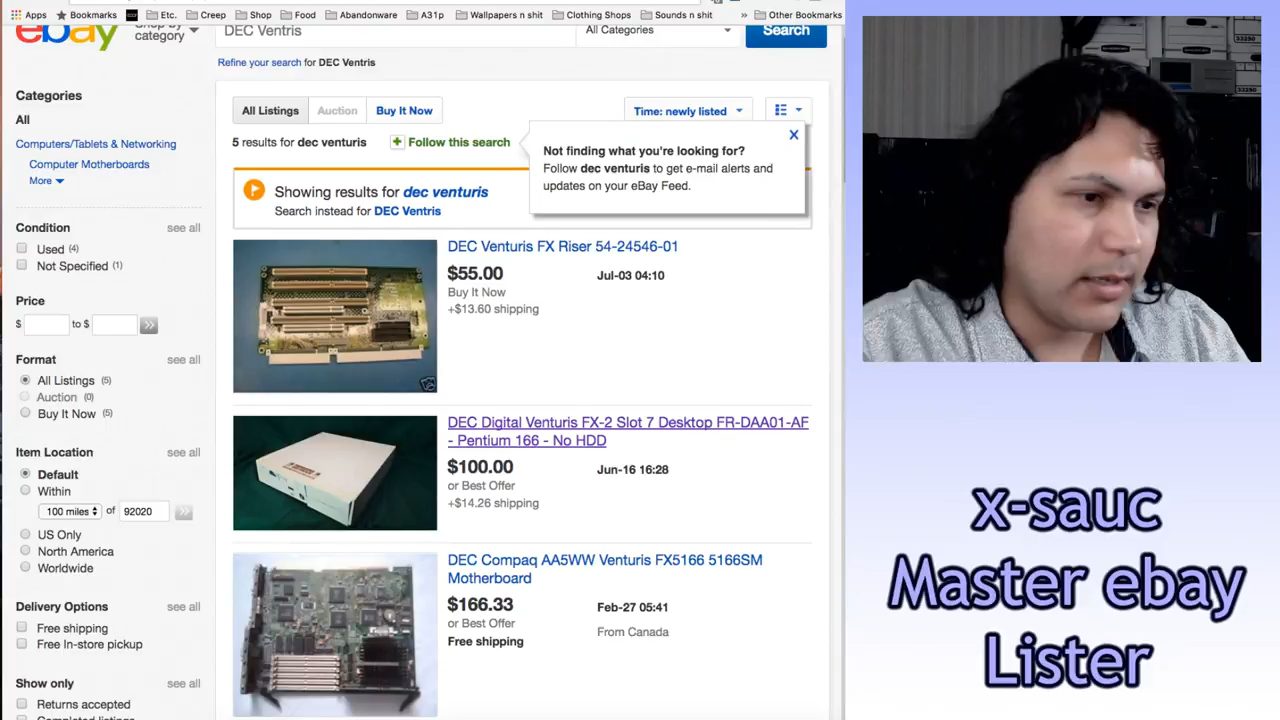 Apps
Bookmarks
Etc.
Creep
Shop
Food
Abandonware
A31p
Wallpapers n shit
Clothing Shops
Sounds n shit
»
Other Bookmarks
ebay
Shop by
category
DEC Ventris
All Categories
Search
Refine your search for DEC Ventris
Categories
All
Computers/Tablets & Networking
Computer Motherboards
More
Condition see all
Used (4)
Not Specified (1)
Price
$ to $ »
Format see all
All Listings (5)
Auction (0)
Buy It Now (5)
Item Location see all
Default
Within
100 miles of 92020 »
US Only
North America
Worldwide
Delivery Options see all
Free shipping
Free In-store pickup
Show only see all
Returns accepted
Completed listings
All Listings Auction Buy It Now
Time: newly listed
5 results for dec venturis + Follow this search
Not finding what you're looking for? X
Follow dec venturis to get e-mail alerts and
updates on your eBay Feed.
Showing results for dec venturis
Search instead for DEC Ventris
DEC Venturis FX Riser 54-24546-01
$55.00 Jul-03 04:10
Buy It Now
+$13.60 shipping
DEC Digital Venturis FX-2 Slot 7 Desktop FR-DAA01-AF
- Pentium 166 - No HDD
$100.00 Jun-16 16:28
or Best Offer
+$14.26 shipping
DEC Compaq AA5WW Venturis FX5166 5166SM
Motherboard
$166.33 Feb-27 05:41
or Best Offer From Canada
Free shipping
x-sauc
Master ebay
Lister